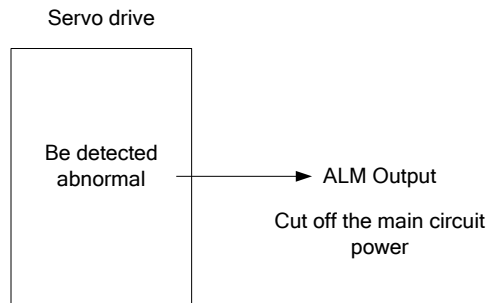 Servo drive
Be detected
abnormal
ALM Output
Cut off the main circuit
power